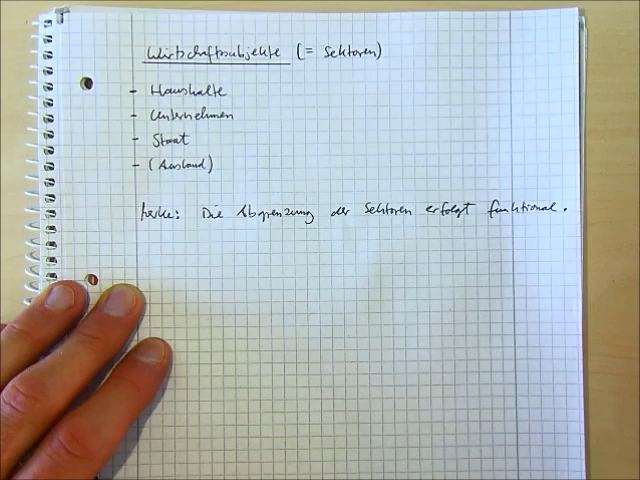 Wirtschaftssubjekte (= Sektoren)
- Haushalte
- Unternehmen
- Staat
- (Ausland)
Merke: Die Abgrenzung der Sektoren erfolgt funktional.